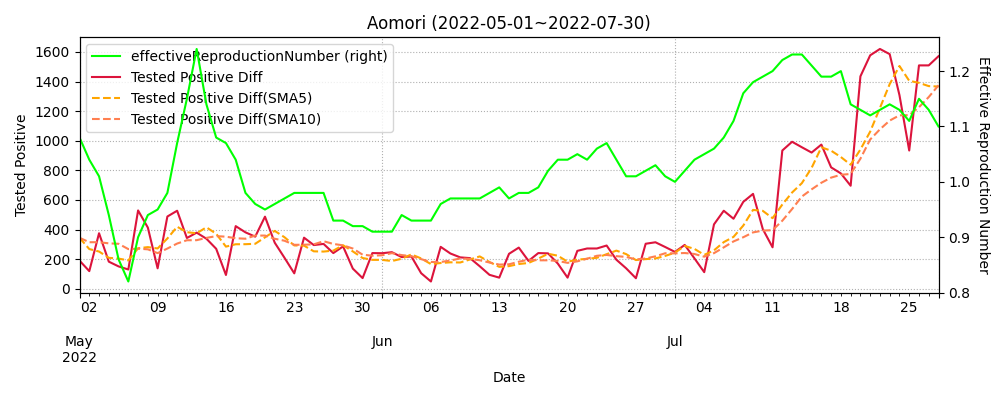 Aomori (2022-05-01~2022-07-30)
effectiveReproductionNumber (right)
Tested Positive Diff
Tested Positive Diff(SMA5)
Tested Positive Diff(SMA10)
Tested Positive
1600
1400
1200
1000
800
600
400
200
0
1.2
1.1
1.0
0.9
0.8
Effective Reproduction Number
02 09 16 23 30 06 13 20 27 04 11 18 25
May Jun Jul
2022
Date